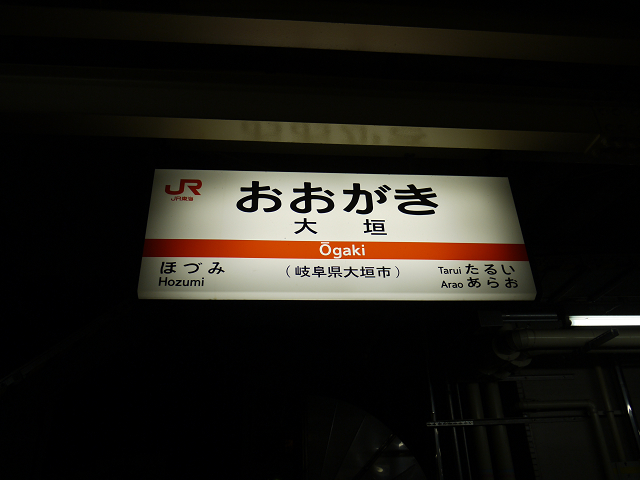 JR
JR東海
おおがき
大垣
Ōgaki
ほづみ
Hozumi
(岐阜県大垣市)
Tarui たるい
Arao あらお